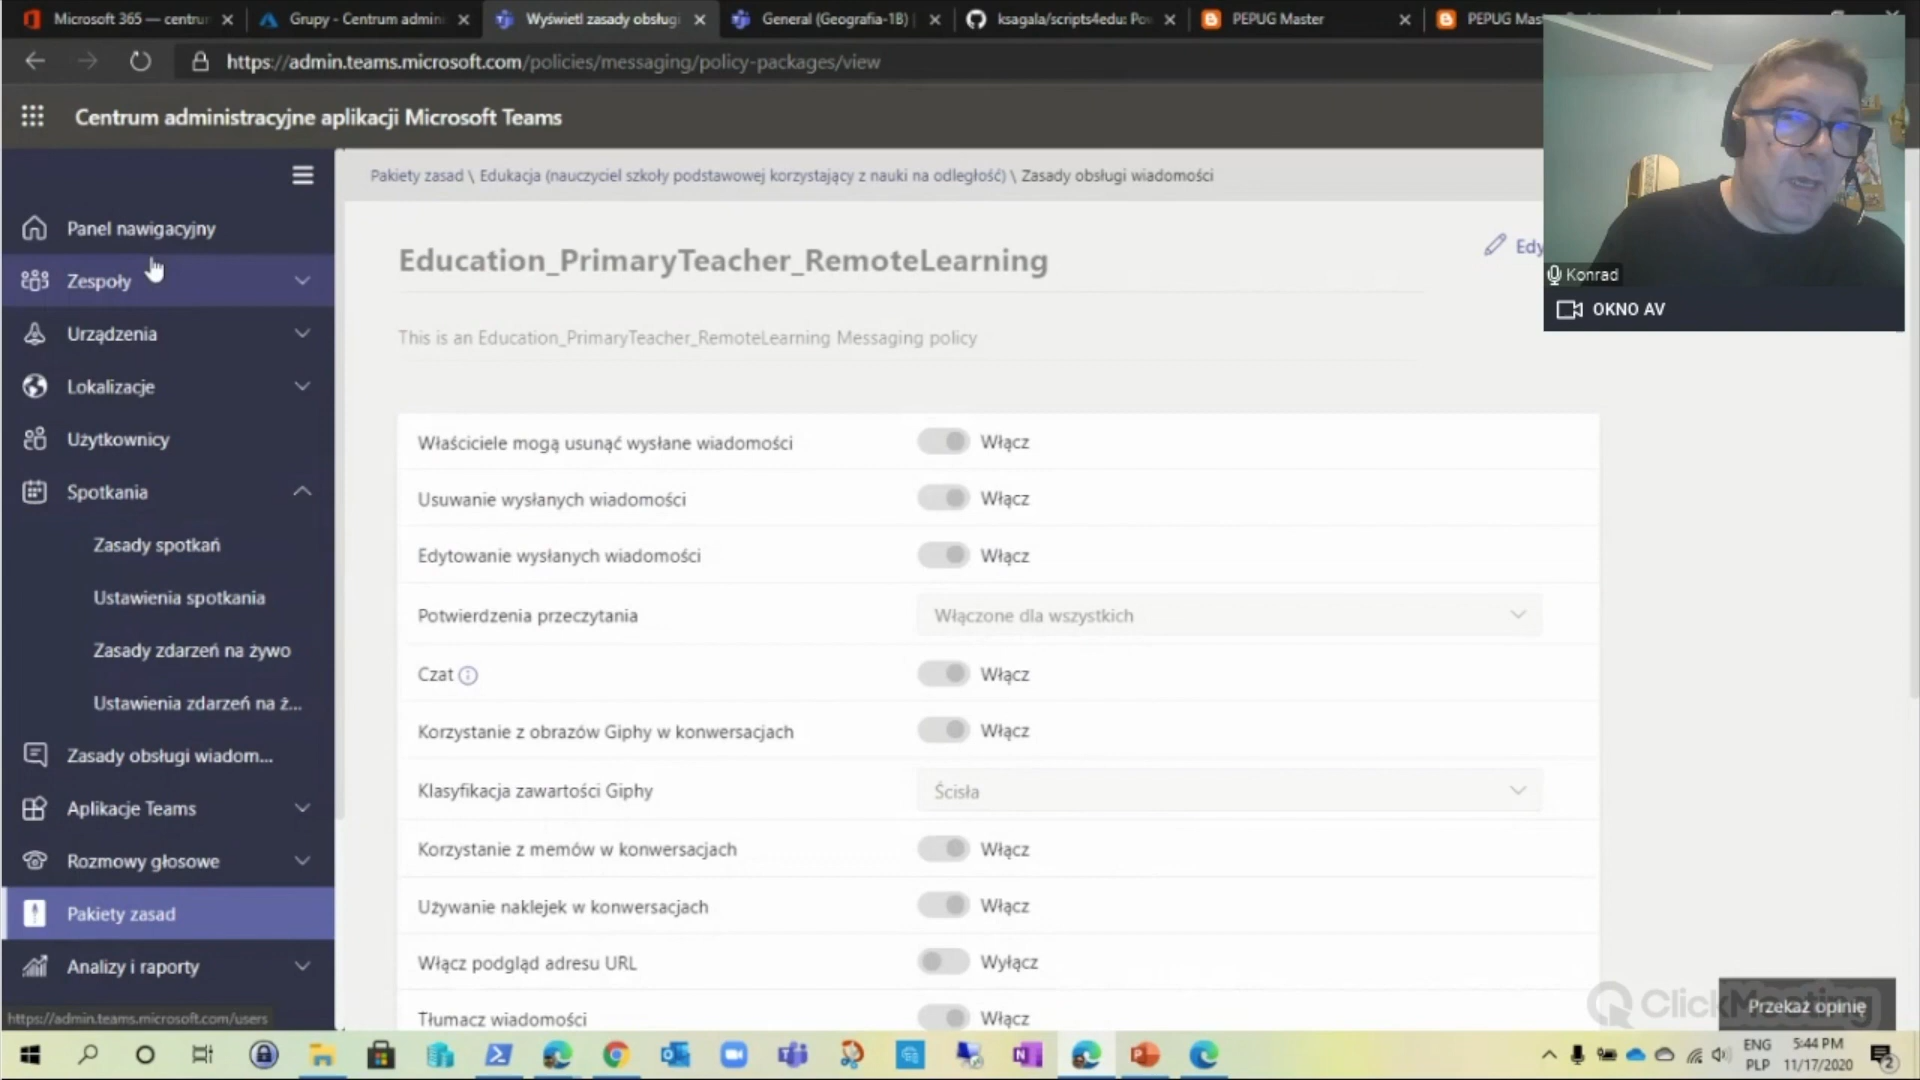 Microsoft 365 — centru
Grupy - Centrum admin
Wyświetl zasady obsługi
General (Geografia-1B)
ksagala/scripts4edu: Po
PEPUG Master
PEPUG Mas
https://admin.teams.microsoft.com/policies/messaging/policy-packages/view
Centrum administracyjne aplikacji Microsoft Teams
Panel nawigacyjny
Zespoły
Urządzenia
Lokalizacje
Użytkownicy
Spotkania
Zasady spotkań
Ustawienia spotkania
Zasady zdarzeń na żywo
Ustawienia zdarzeń na ż...
Zasady obsługi wiadom...
Aplikacje Teams
Rozmowy głosowe
Pakiety zasad
Analizy i raporty
https://admin.teams.microsoft.com/users
Pakiety zasad \ Edukacja (nauczyciel szkoły podstawowej korzystający z nauki na odległość) \ Zasady obsługi wiadomości
Education_PrimaryTeacher_RemoteLearning
Edy
This is an Education_PrimaryTeacher_RemoteLearning Messaging policy
Właściciele mogą usunąć wysłane wiadomości Włącz
Usuwanie wysłanych wiadomości Włącz
Edytowanie wysłanych wiadomości Włącz
Potwierdzenia przeczytania Włączone dla wszystkich
Czat Włącz
Korzystanie z obrazów Giphy w konwersacjach Włącz
Klasyfikacja zawartości Giphy Ścisła
Korzystanie z memów w konwersacjach Włącz
Używanie naklejek w konwersacjach Włącz
Włącz podgląd adresu URL Wyłącz
Tłumacz wiadomości Włącz
Konrad
OKNO AV
ClickMeeting
Przekaż opinię
ENG
PLP
5:44 PM
11/17/2020
2